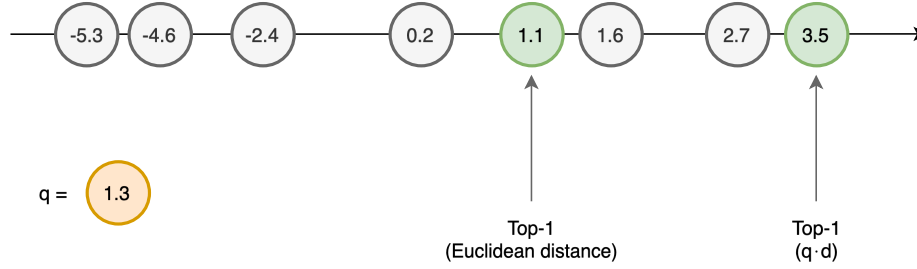 -5.3 -4.6 -2.4 0.2 1.1 1.6 2.7 3.5
q = 1.3
Top-1
(Euclidean distance)
Top-1
(q·d)